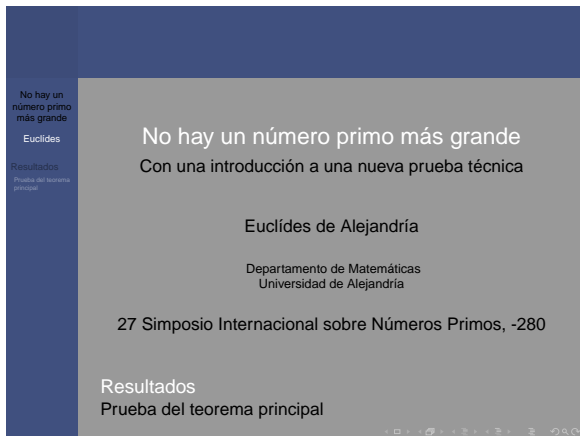 No hay un
número primo
más grande
Euclídes
Resultados
Prueba del teorema
principal
No hay un número primo más grande
Con una introducción a una nueva prueba técnica
Euclídes de Alejandría
Departamento de Matemáticas
Universidad de Alejandría
27 Simposio Internacional sobre Números Primos, -280
Resultados
Prueba del teorema principal